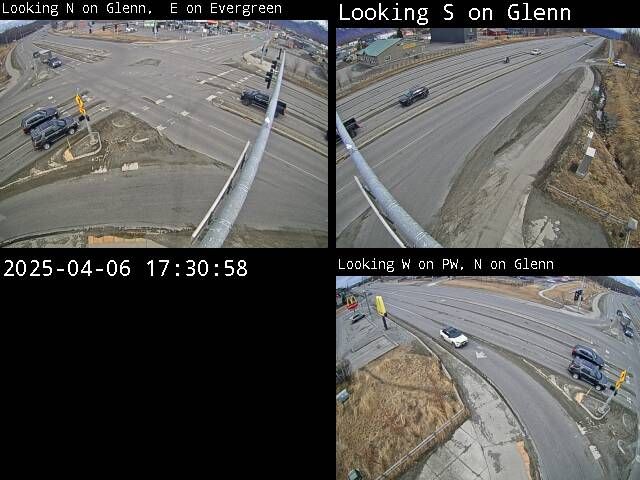 Looking N on Glenn,  E on Evergreen
Looking S on Glenn
2025-04-06 17:30:58
Looking W on PW, N on Glenn